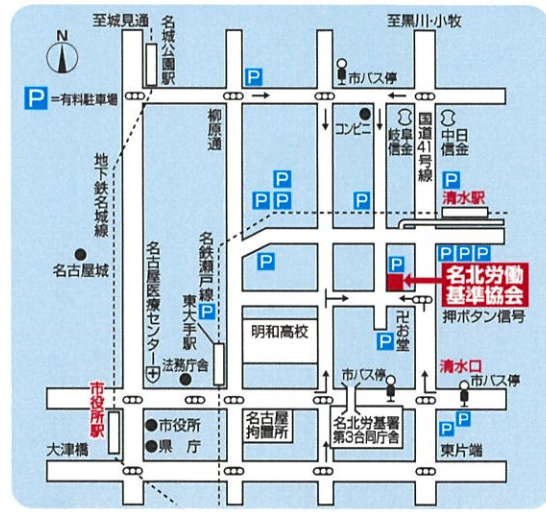 至城見通
至黒川・小牧
名城公園駅
N
P
P=有料駐車場
柳原通
市バス停
コンビニ
岐阜信金
国道41号線
中日信金
P
P
P
P
P
P
清水駅
地下鉄名城線
名古屋城
名古屋医療センター
名鉄瀬戸線
東大手駅
P
P
P
P P P
名北労働
基準協会
押ボタン信号
明和高校
卍お堂
P
法務庁舎
市バス停
清水口
市バス停
市役所駅
大津橋
市役所
県 庁
名古屋
拘置所
名北労基署
第3合同庁舎
P
P
東片端